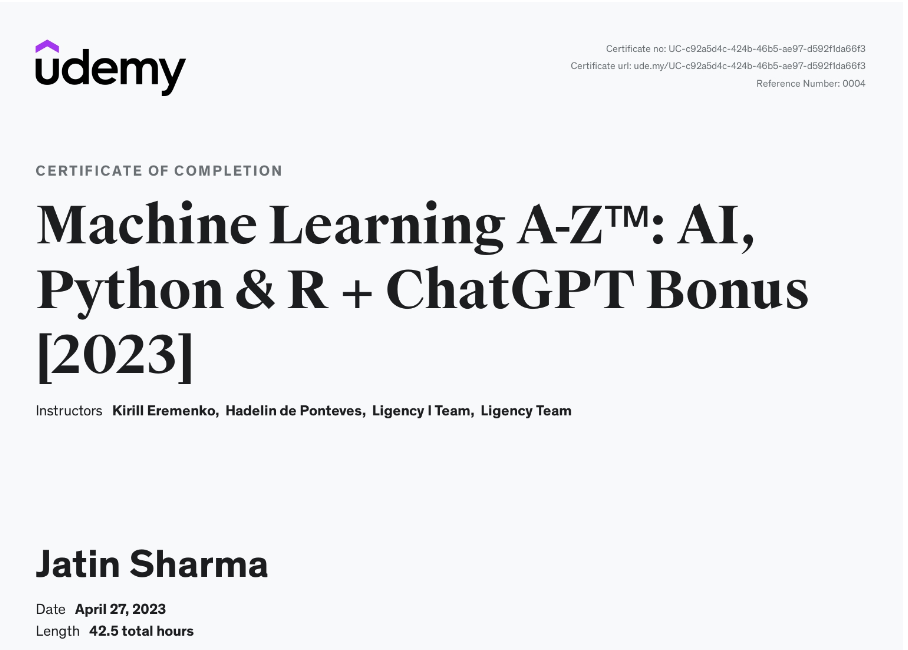 udemy
Certificate no: UC-c92a5d4c-424b-46b5-ae97-d592f1da66f3
Certificate url: ude.my/UC-c92a5d4c-424b-46b5-ae97-d592f1da66f3
Reference Number: 0004
CERTIFICATE OF COMPLETION
Machine Learning A-Z™: AI,
Python & R + ChatGPT Bonus
[2023]
Instructors Kirill Eremenko, Hadelin de Ponteves, Ligency I Team, Ligency Team
Jatin Sharma
Date April 27, 2023
Length 42.5 total hours